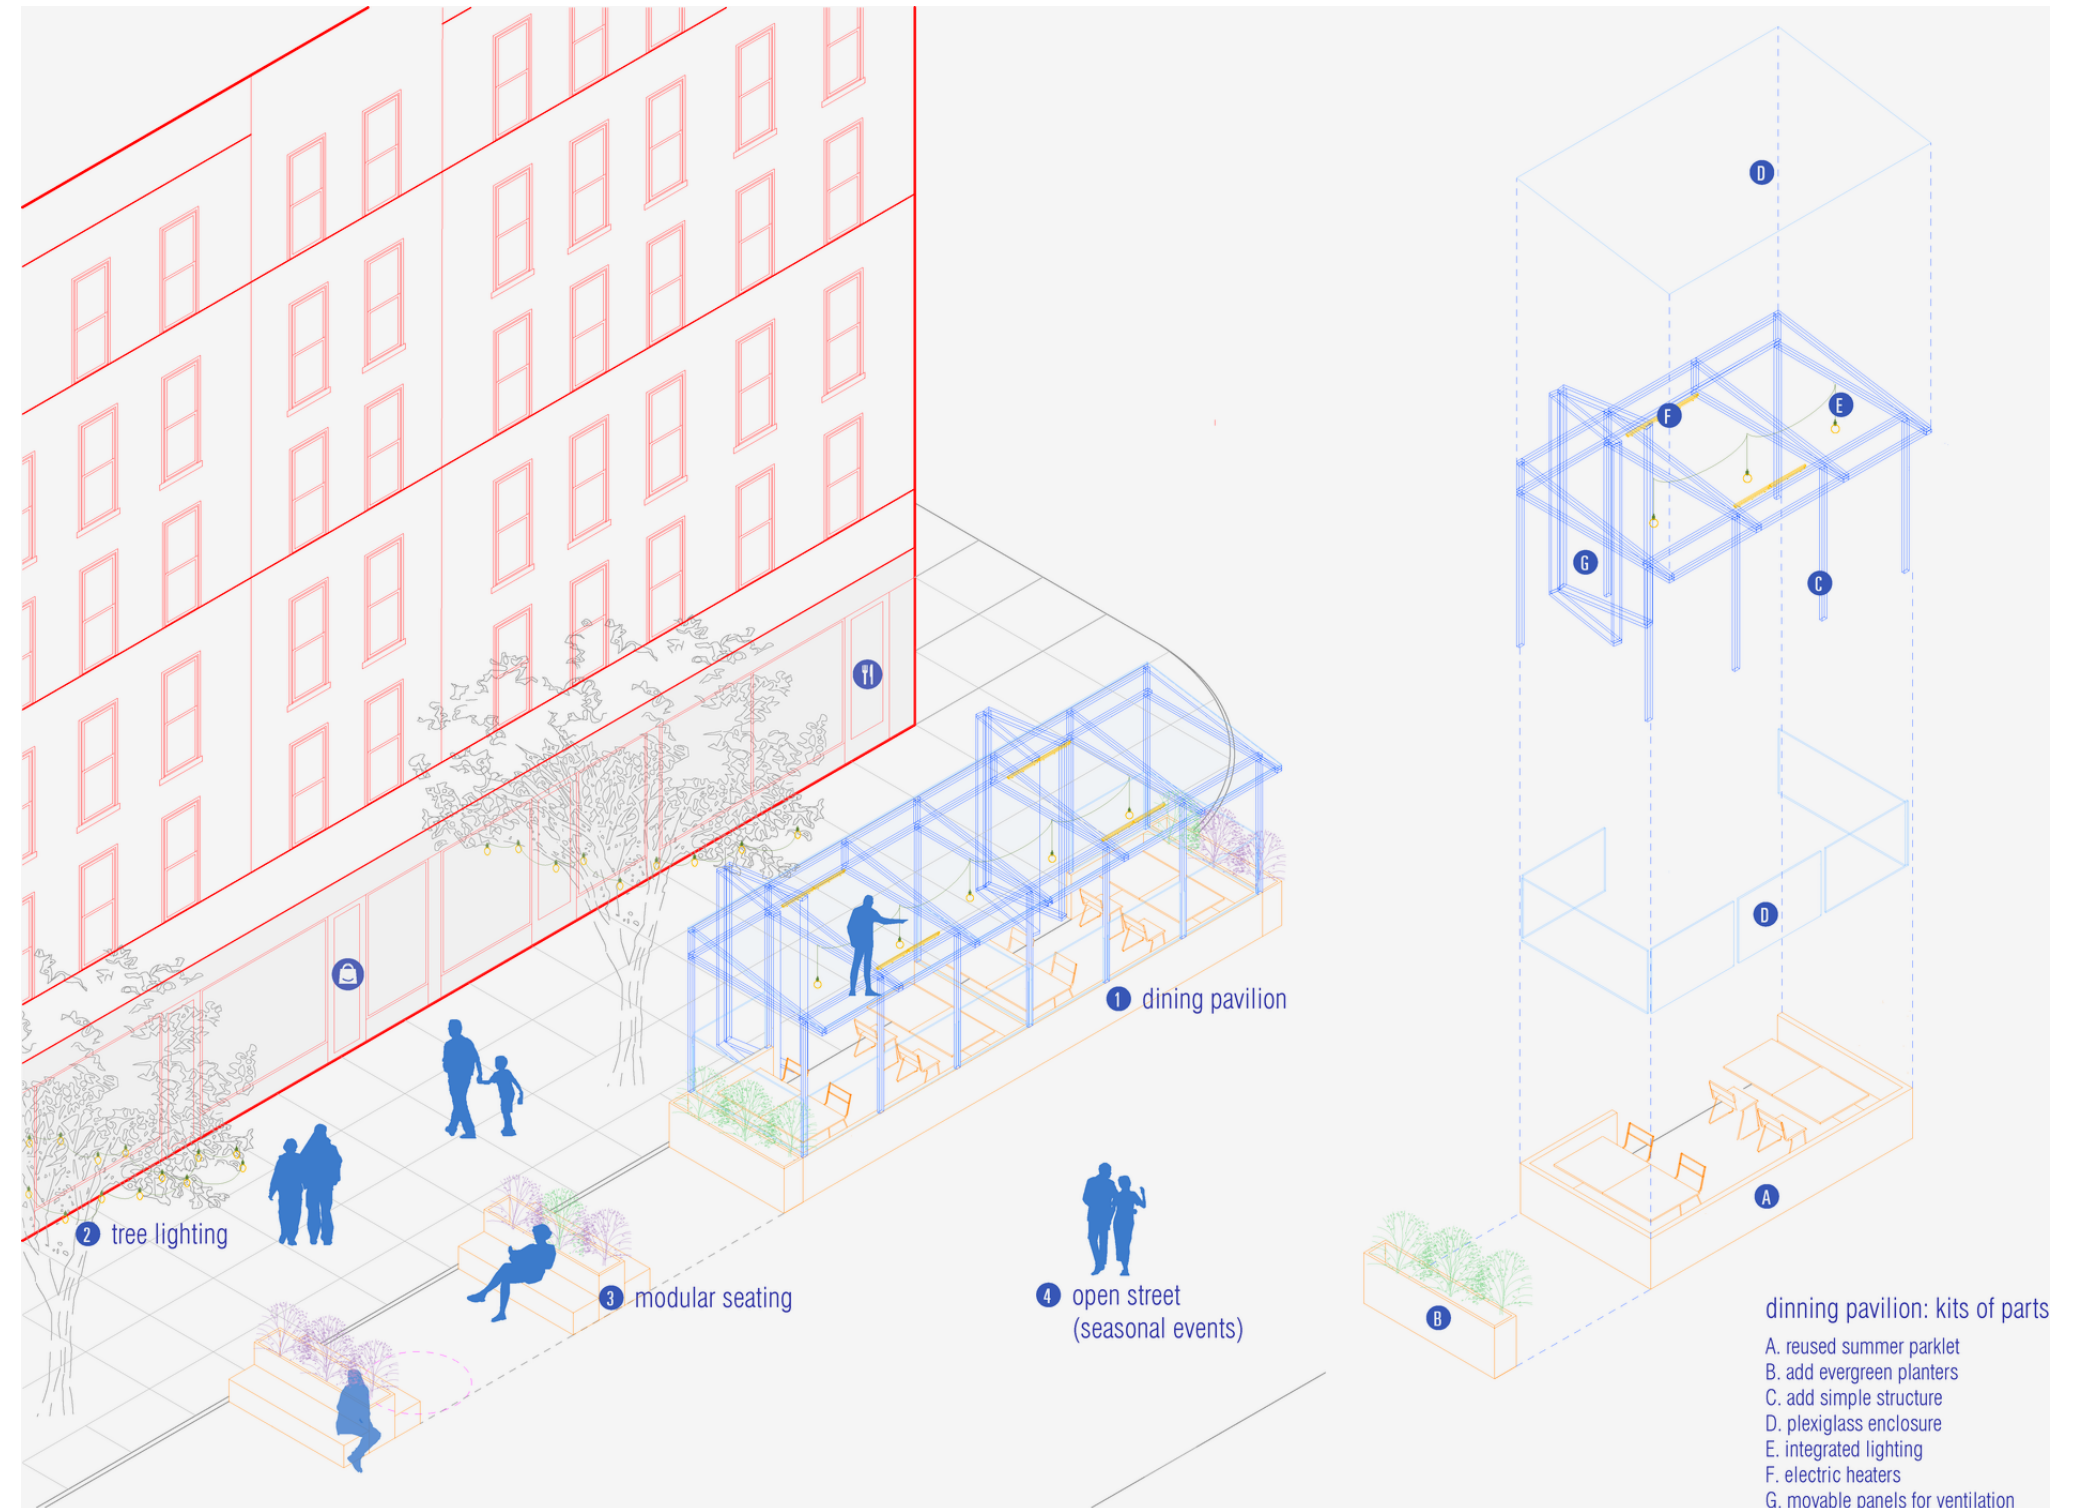 D
F
E
G
C
D
1 dining pavilion
A
2 tree lighting
3 modular seating
4 open street
(seasonal events)
B
dinning pavilion: kits of parts
A. reused summer parklet
B. add evergreen planters
C. add simple structure
D. plexiglass enclosure
E. integrated lighting
F. electric heaters
G. movable panels for ventilation